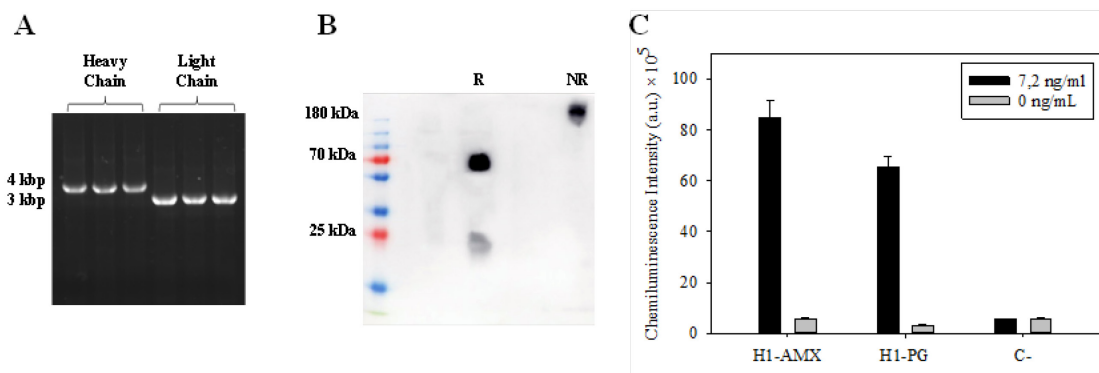 A
Heavy
Chain
Light
Chain
4 kbp
3 kbp
B
R
NR
180 kDa
70 kDa
25 kDa
C
Chemiluminescence Intensity (a.u.) × 10⁵
100
80
60
40
20
0
7,2 ng/ml
0 ng/mL
H1-AMX
H1-PG
C-